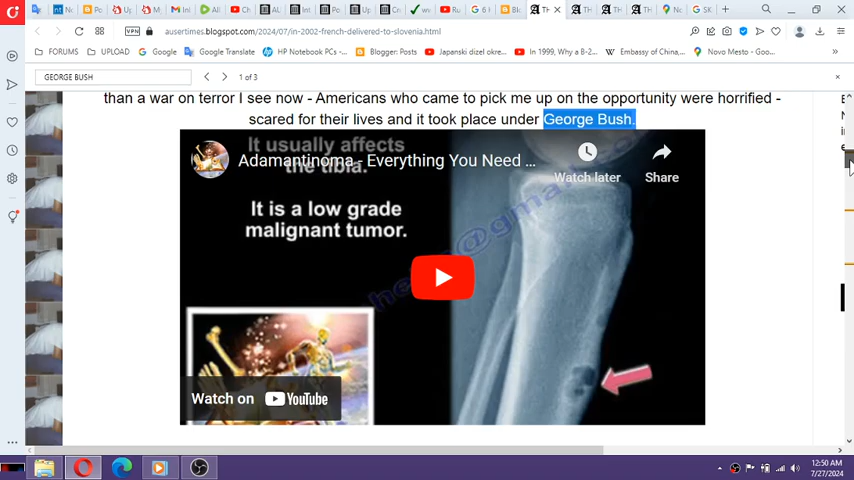 VPN
ausertimes.blogspot.com/2024/07/in-2002-french-delivered-to-slovenia.html
FORUMS
UPLOAD
Google
Google Translate
HP Notebook PCs -...
Blogger: Posts
Japanski dizel okre...
In 1999, Why a B-2...
Embassy of China,...
Novo Mesto - Goo...
GEORGE BUSH
1 of 3
than a war on terror I see now - Americans who came to pick me up on the opportunity were horrified -
scared for their lives and it took place under George Bush.
It usually affects
the tibia.
Adamantinoma - Everything You Need ...
Watch later
Share
It is a low grade
malignant tumor.
Watch on YouTube
12:50 AM
7/27/2024